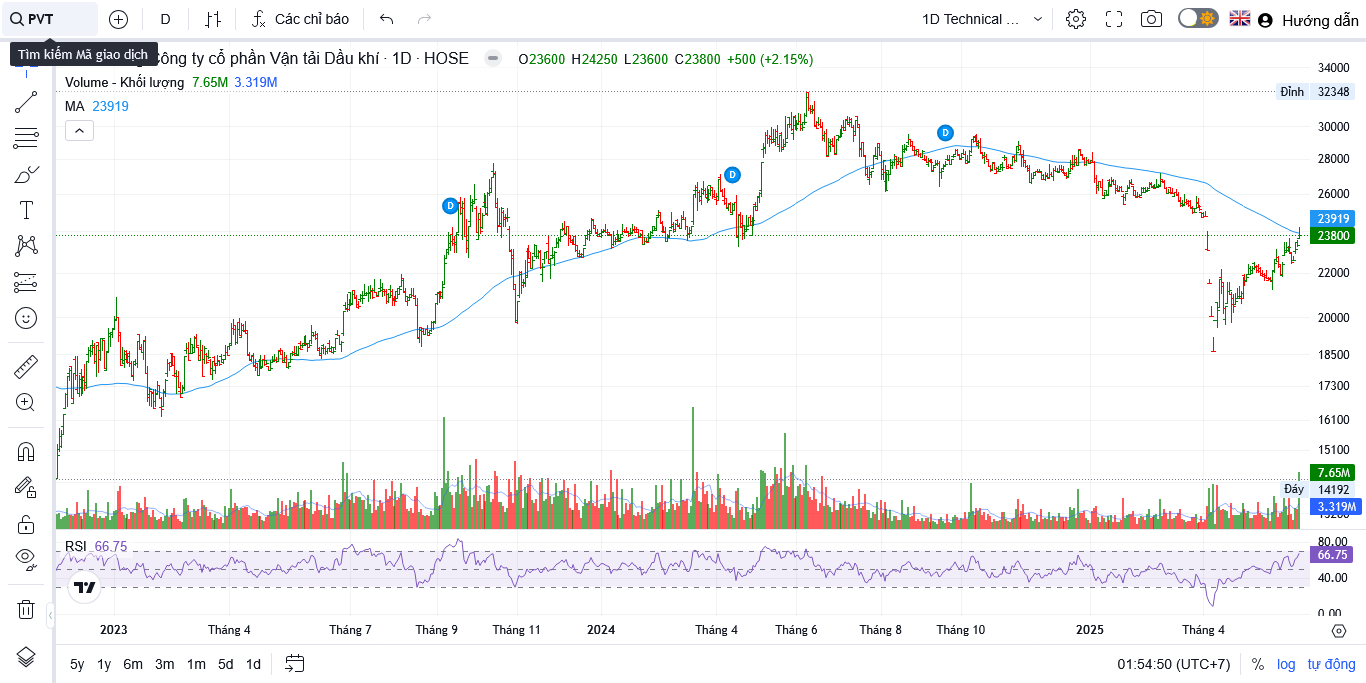 PVT
D
Các chỉ báo
1D Technical ...
Hướng dẫn
Tìm kiếm Mã giao dịch
Công ty cổ phần Vận tải Dầu khí · 1D · HOSE
O23600 H24250 L23600 C23800 +500 (+2.15%)
Volume - Khối lượng 7.65M 3.319M
MA 23919
D
D
D
34000
Đỉnh 32348
30000
28000
26000
23919
23800
22000
20000
18500
17300
16100
15100
7.65M
Đáy 14192
3.319M
RSI 66.75
80.00
66.75
40.00
0.00
2023 Tháng 4 Tháng 7 Tháng 9 Tháng 11 2024 Tháng 4 Tháng 6 Tháng 8 Tháng 10 2025 Tháng 4
5y 1y 6m 3m 1m 5d 1d
01:54:50 (UTC+7) % log tự động